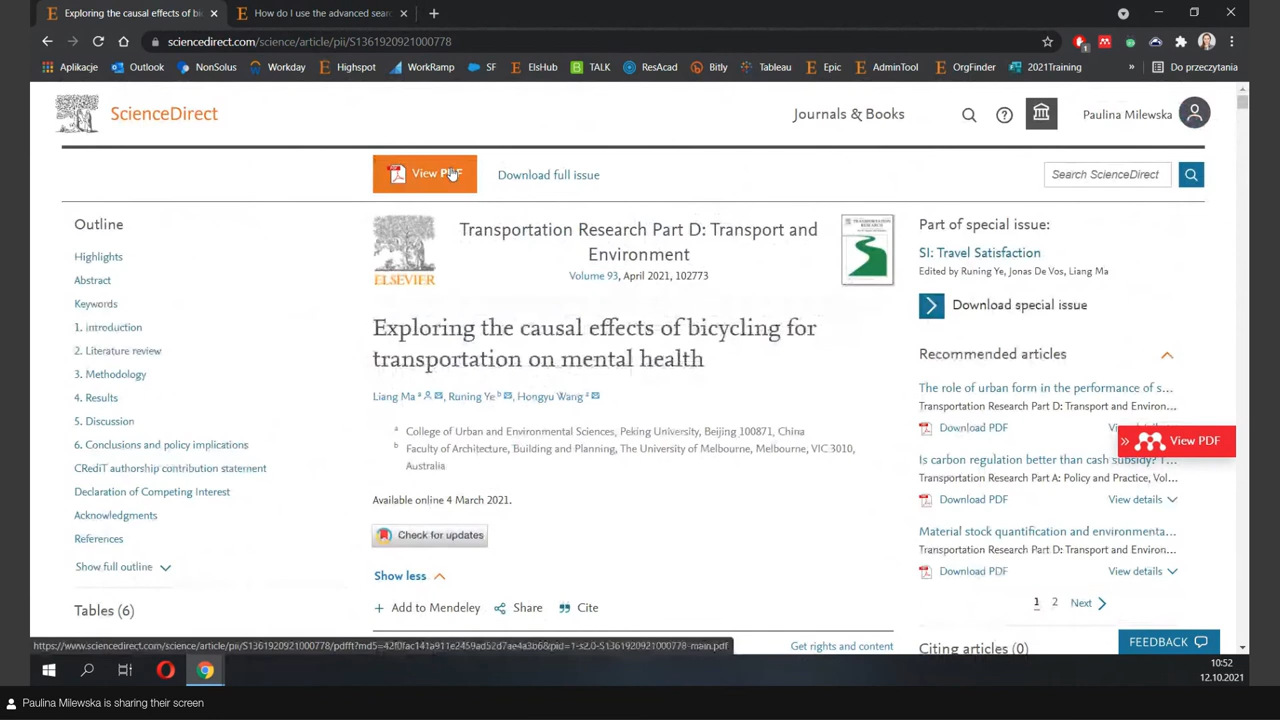 Exploring the causal effects of bi
How do I use the advanced sear
sciencedirect.com/science/article/pii/S1361920921000778
Aplikacje
Outlook
NonSolus
Workday
Highspot
WorkRamp
SF
ElsHub
TALK
ResAcad
Bitly
Tableau
Epic
AdminTool
OrgFinder
2021Training
»
Do przeczytania
ScienceDirect
Journals & Books
Paulina Milewska
View PDF
Download full issue
Search ScienceDirect
Outline
Highlights
Abstract
Keywords
1. Introduction
2. Literature review
3. Methodology
4. Results
5. Discussion
6. Conclusions and policy implications
CRediT authorship contribution statement
Declaration of Competing Interest
Acknowledgments
References
Show full outline
Tables (6)
ELSEVIER
Transportation Research Part D: Transport and
Environment
Volume 93, April 2021, 102773
Exploring the causal effects of bicycling for
transportation on mental health
Liang Ma a, Runing Ye b, Hongyu Wang a
a College of Urban and Environmental Sciences, Peking University, Beijing 100871, China
b Faculty of Architecture, Building and Planning, The University of Melbourne, Melbourne, VIC 3010,
Australia
Available online 4 March 2021.
Check for updates
Show less
Add to Mendeley
Share
Cite
Get rights and content
Part of special issue:
SI: Travel Satisfaction
Edited by Runing Ye, Jonas De Vos, Liang Ma
Download special issue
Recommended articles
The role of urban form in the performance of s...
Transportation Research Part D: Transport and Environ...
Download PDF
View PDF
Is carbon regulation better than cash subsidy?
Transportation Research Part A: Policy and Practice, Vol...
Download PDF View details
Material stock quantification and environmenta...
Transportation Research Part D: Transport and Environ...
Download PDF View details
1 2 Next
FEEDBACK
Citing articles (0)
10:52
12.10.2021
Paulina Milewska is sharing their screen